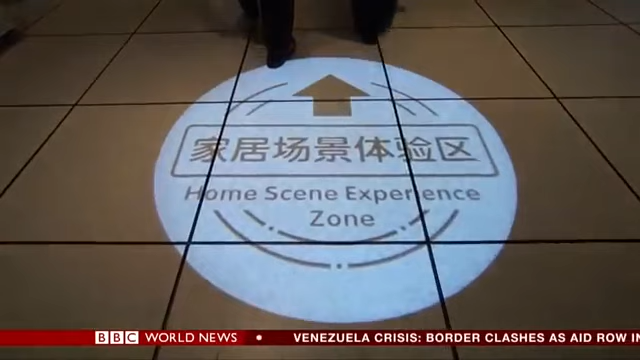 家居场景体验区
Home Scene Experience
Zone
BBC WORLD NEWS • VENEZUELA CRISIS: BORDER CLASHES AS AID ROW IN